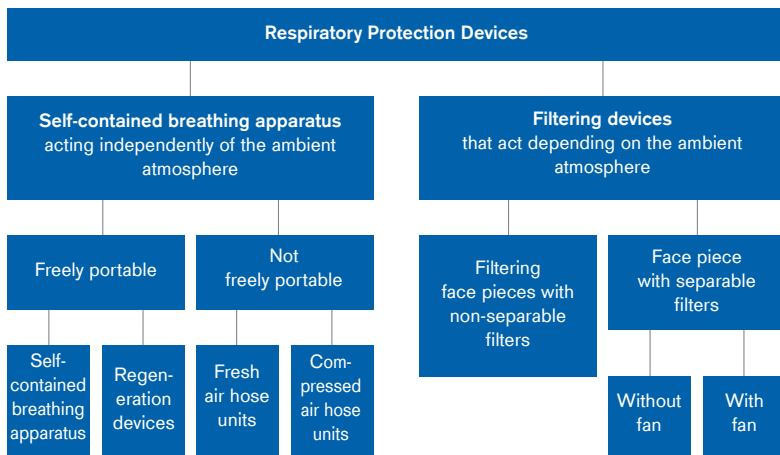 Respiratory Protection Devices
Self-contained breathing apparatus
acting independently of the ambient
atmosphere
Filtering devices
that act depending on the ambient
atmosphere
Freely portable
Not
freely portable
Filtering
face pieces with
non-separable
filters
Face piece
with separable
filters
Self-
contained
breathing
apparatus
Regen-
eration
devices
Fresh
air hose
units
Com-
pressed
air hose
units
Without
fan
With
fan